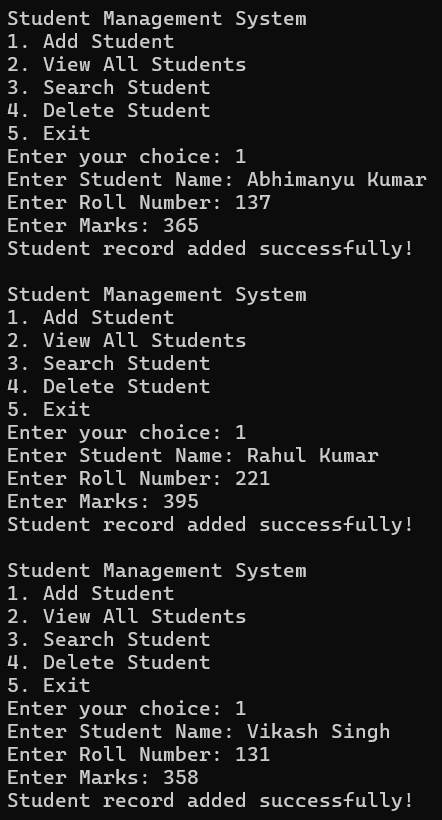 Student Management System
1. Add Student
2. View All Students
3. Search Student
4. Delete Student
5. Exit
Enter your choice: 1
Enter Student Name: Abhimanyu Kumar
Enter Roll Number: 137
Enter Marks: 365
Student record added successfully!

Student Management System
1. Add Student
2. View All Students
3. Search Student
4. Delete Student
5. Exit
Enter your choice: 1
Enter Student Name: Rahul Kumar
Enter Roll Number: 221
Enter Marks: 395
Student record added successfully!

Student Management System
1. Add Student
2. View All Students
3. Search Student
4. Delete Student
5. Exit
Enter your choice: 1
Enter Student Name: Vikash Singh
Enter Roll Number: 131
Enter Marks: 358
Student record added successfully!